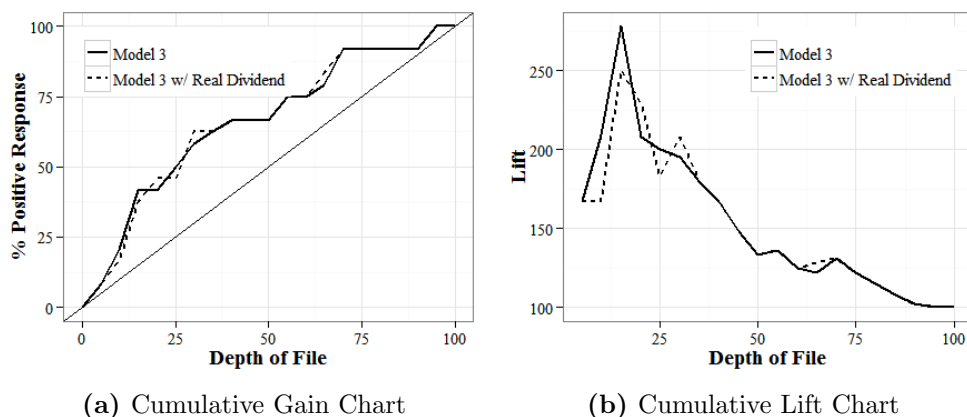 100
75
50
25
0
% Positive Response
Model 3
Model 3 w/ Real Dividend
0
25
50
75
100
Depth of File
(a) Cumulative Gain Chart
250
200
150
100
Lift
Model 3
Model 3 w/ Real Dividend
25
50
75
100
Depth of File
(b) Cumulative Lift Chart